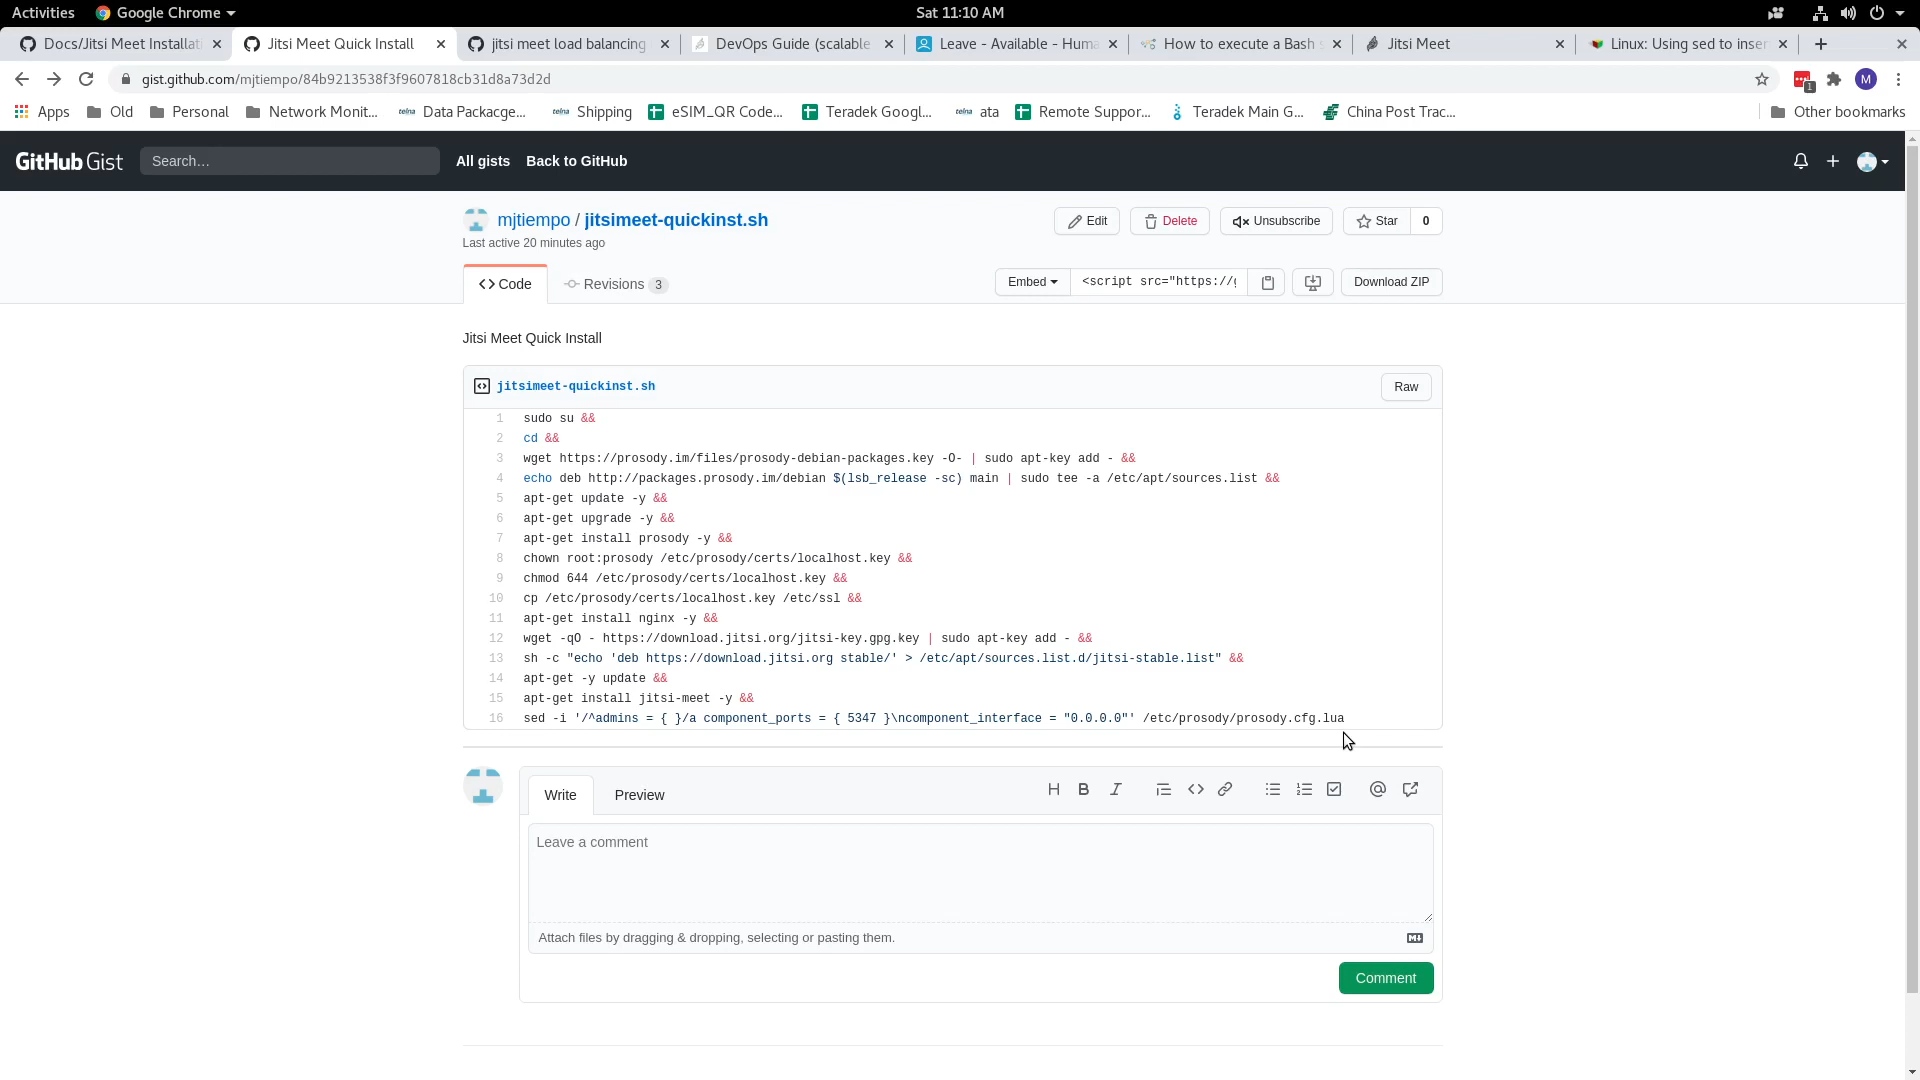 Activities Google Chrome Sat 11:10 AM
Docs/Jitsi Meet Installati Jitsi Meet Quick Install jitsi meet load balancing DevOps Guide (scalable Leave - Available - Huma How to execute a Bash s Jitsi Meet Linux: Using sed to inser
gist.github.com/mjtiempo/84b9213538f3f9607818cb31d8a73d2d 1 M
Apps Old Personal Network Monit... telna Data Packacge... telna Shipping eSIM_QR Code... Teradek Googl... telna ata Remote Suppor... Teradek Main G... China Post Trac... Other bookmarks
GitHub Gist Search... All gists Back to GitHub
mjtiempo / jitsimeet-quickinst.sh Edit Delete Unsubscribe Star 0
Last active 20 minutes ago
Code Revisions 3 Embed <script src="https://g Download ZIP
Jitsi Meet Quick Install
jitsimeet-quickinst.sh Raw
1 sudo su &&
2 cd &&
3 wget https://prosody.im/files/prosody-debian-packages.key -O- | sudo apt-key add - &&
4 echo deb http://packages.prosody.im/debian $(lsb_release -sc) main | sudo tee -a /etc/apt/sources.list &&
5 apt-get update -y &&
6 apt-get upgrade -y &&
7 apt-get install prosody -y &&
8 chown root:prosody /etc/prosody/certs/localhost.key &&
9 chmod 644 /etc/prosody/certs/localhost.key &&
10 cp /etc/prosody/certs/localhost.key /etc/ssl &&
11 apt-get install nginx -y &&
12 wget -qO - https://download.jitsi.org/jitsi-key.gpg.key | sudo apt-key add - &&
13 sh -c "echo 'deb https://download.jitsi.org stable/' > /etc/apt/sources.list.d/jitsi-stable.list" &&
14 apt-get -y update &&
15 apt-get install jitsi-meet -y &&
16 sed -i '/^admins = { }/a component_ports = { 5347 }\ncomponent_interface = "0.0.0.0"' /etc/prosody/prosody.cfg.lua
Write Preview H B I @
Leave a comment
Attach files by dragging & dropping, selecting or pasting them.
Comment